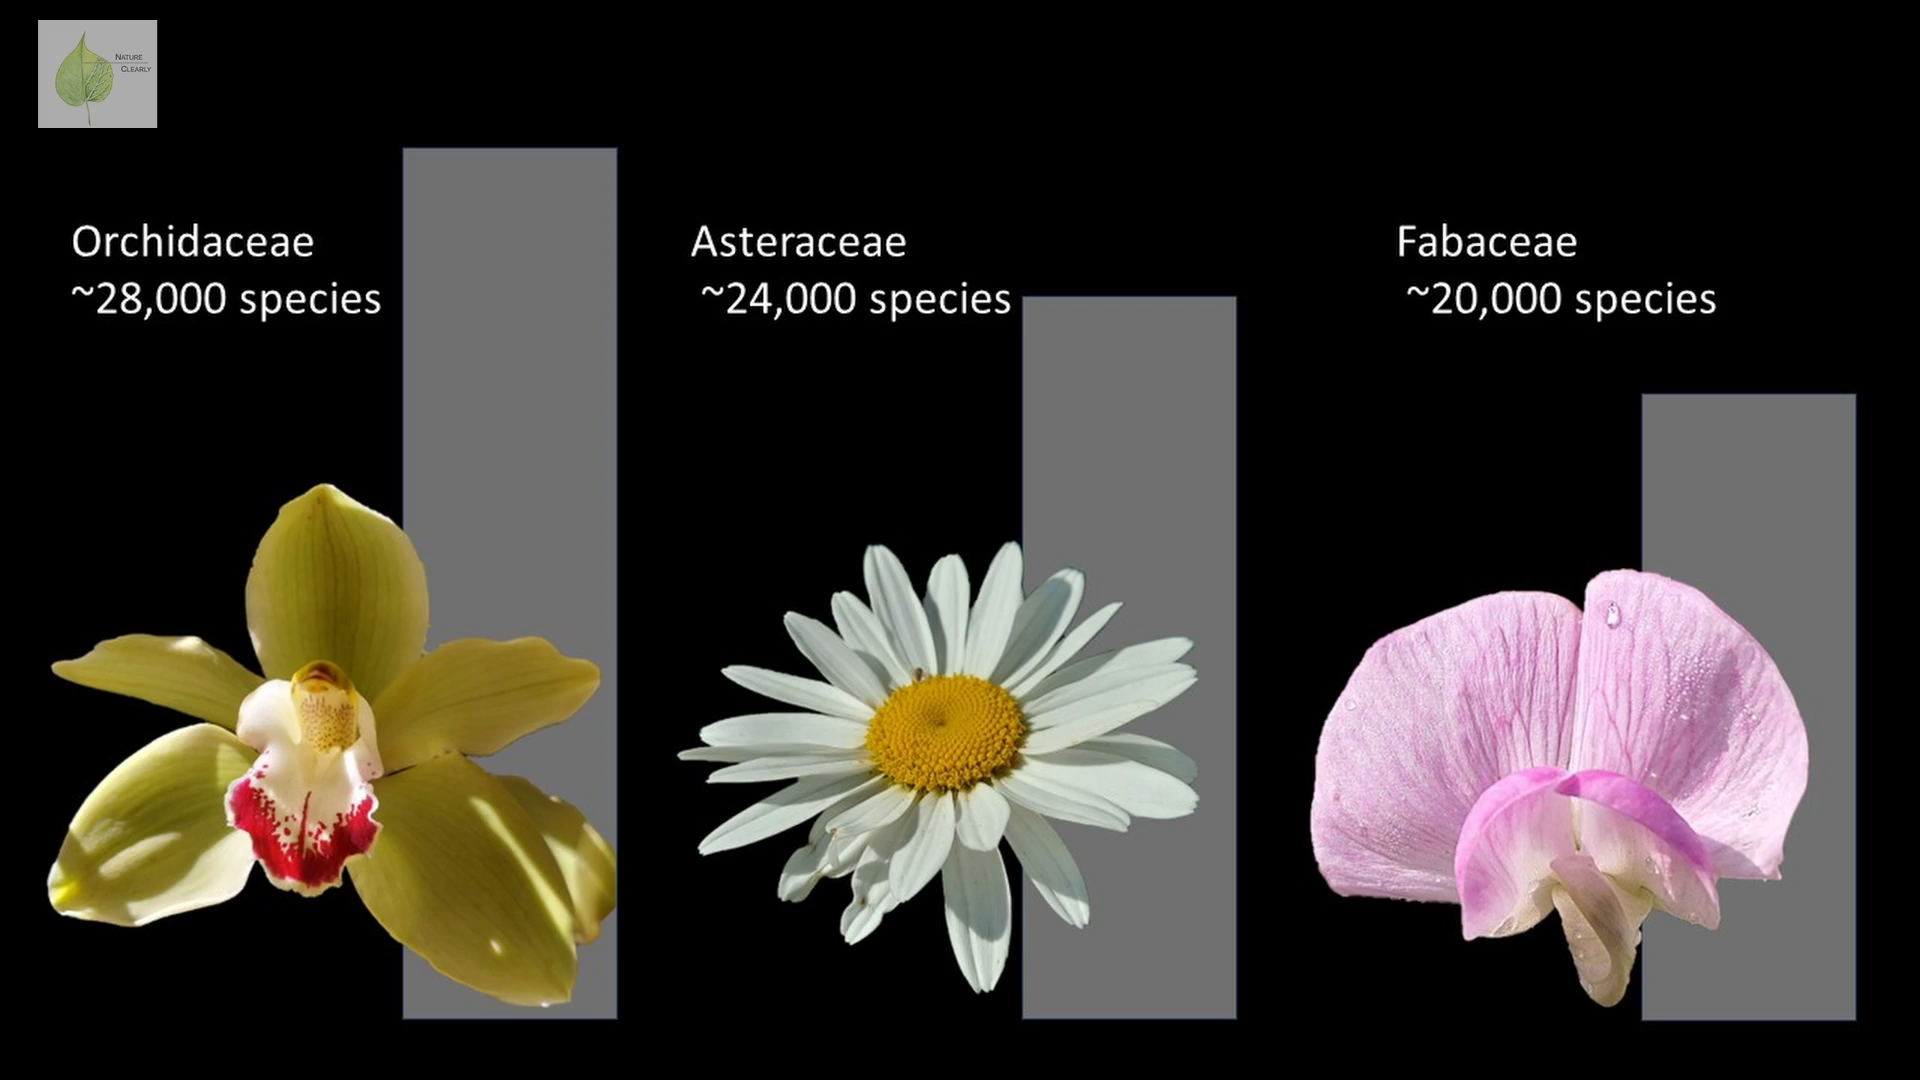 NATURE
CLEARLY
Orchidaceae
~28,000 species
Asteraceae
~24,000 species
Fabaceae
~20,000 species